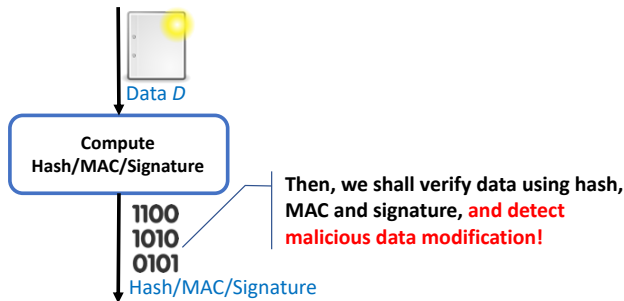 Data D
Compute
Hash/MAC/Signature
Then, we shall verify data using hash,
MAC and signature, and detect
malicious data modification!
1100
1010
0101
Hash/MAC/Signature